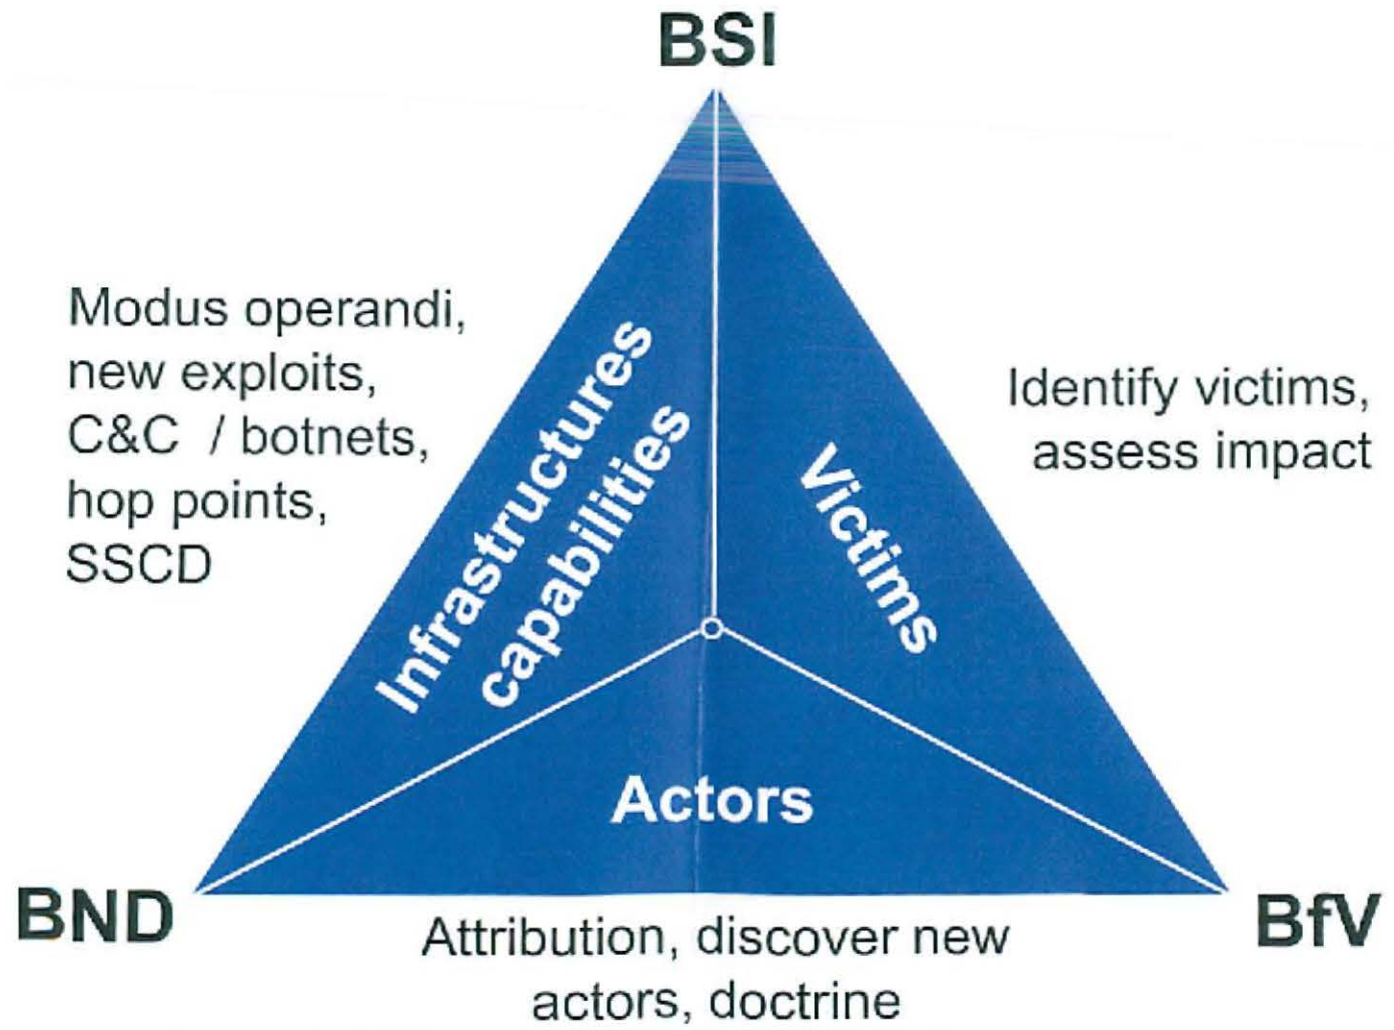 BSI
Modus operandi,
new exploits,
C&C / botnets,
hop points,
SSCD
Infrastructures
capabilities
Victims
Identify victims,
assess impact
Actors
BND
BfV
Attribution, discover new
actors, doctrine